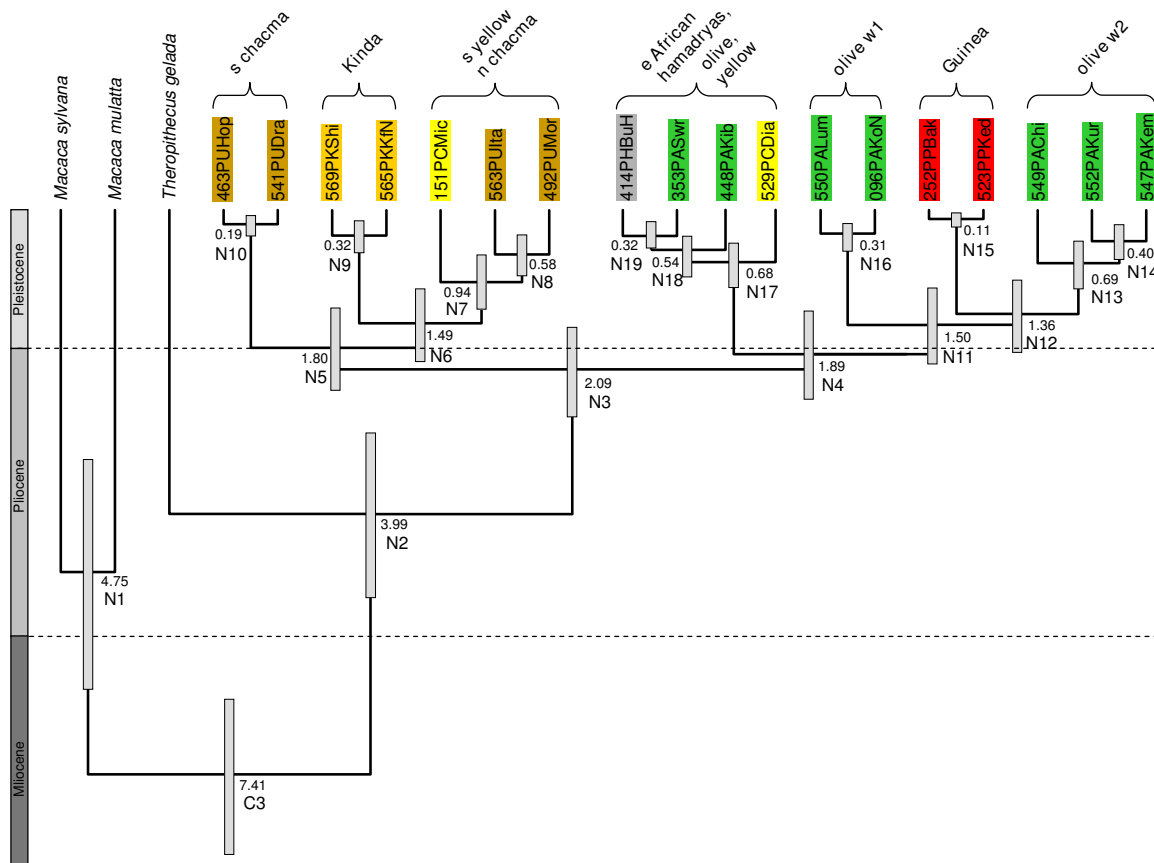 s chacma
Kinda
s yellow
n chacma
e African
hamadryas,
olive,
yellow
olive w1
Guinea
olive w2
Macaca sylvana
Macaca mulatta
Theropithecus gelada
463PUHop
541PUDra
569PKShi
565PKKfN
151PCMic
563PUIta
492PUMor
414PHBuH
353PASwr
448PAKib
529PCDia
550PALum
096PAKoN
252PPBak
523PPKed
549PAChi
552PAKur
547PAKem
Pleistocene
Pliocene
Mliocene
0.19
N10
0.32
N9
0.94
N7
0.58
N8
0.32
N19
0.54
N18
0.68
N17
0.31
N16
0.11
N15
0.69
N13
0.40
N14
1.80
N5
1.49
N6
2.09
N3
1.89
N4
1.50
N11
1.36
N12
3.99
N2
4.75
N1
7.41
C3